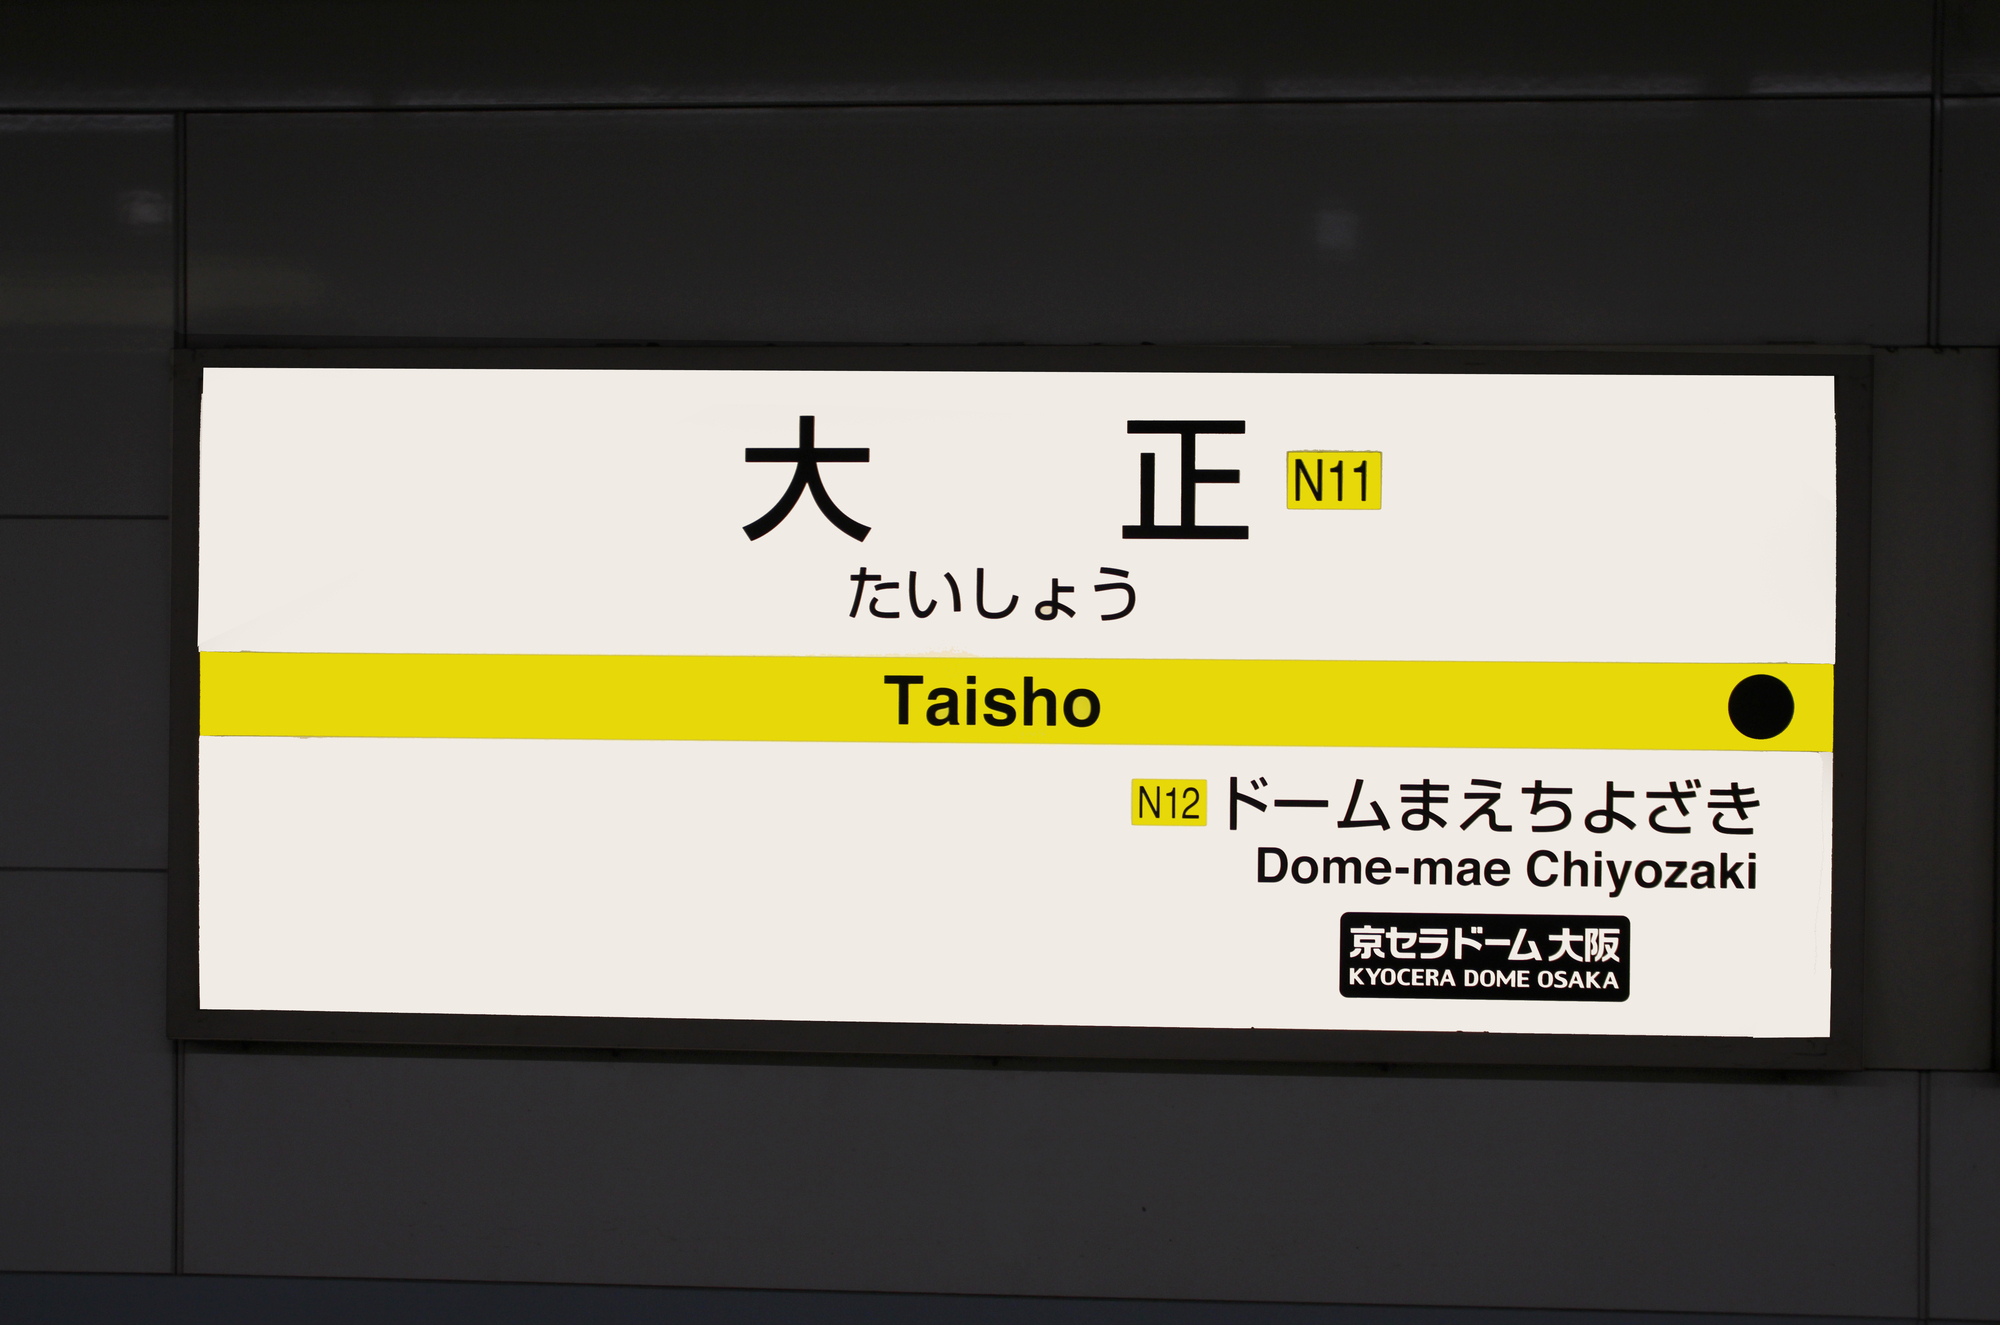 大正 N11
たいしょう
Taisho
N12 ドームまえちよざき
Dome-mae Chiyozaki
京セラドーム大阪
KYOCERA DOME OSAKA